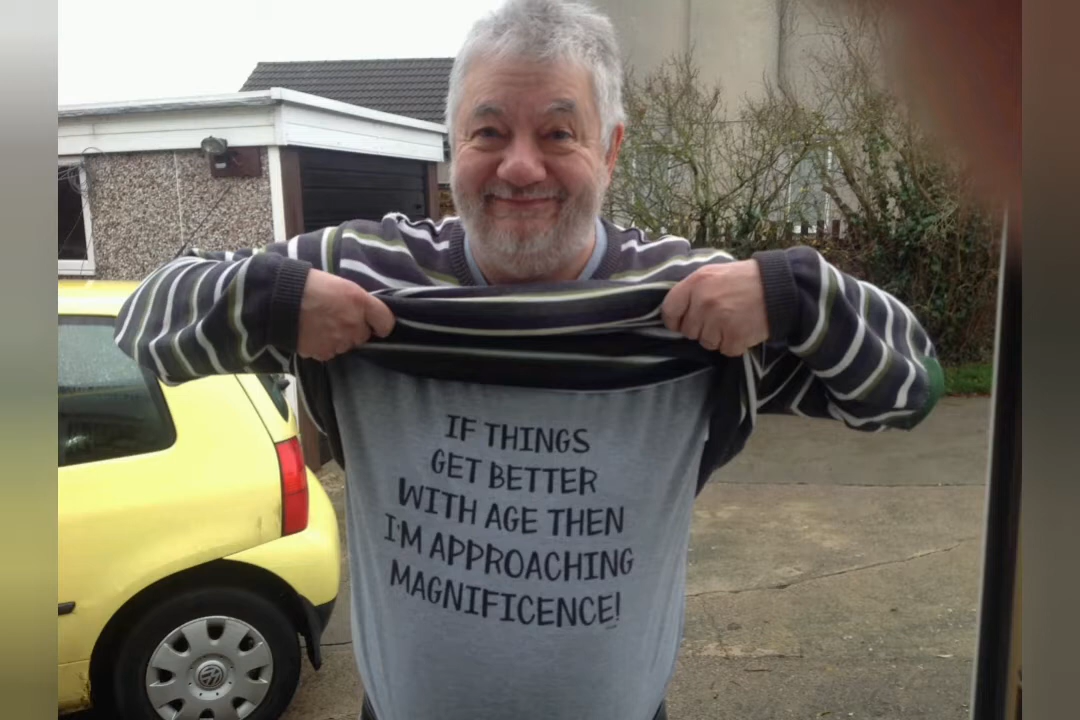 IF THINGS
GET BETTER
WITH AGE THEN
I'M APPROACHING
MAGNIFICENCE!